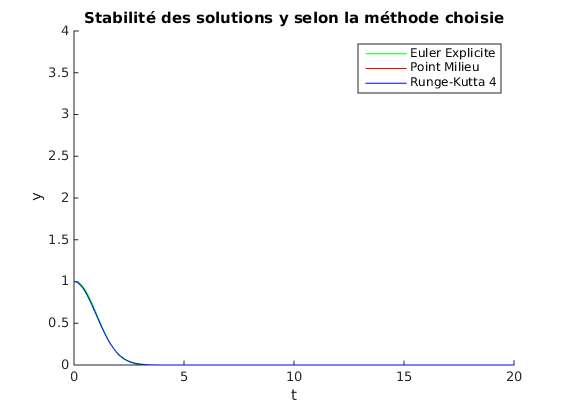 Stabilité des solutions y selon la méthode choisie
4
3.5
3
2.5
2
1.5
1
0.5
0
y
Euler Explicite
Point Milieu
Runge-Kutta 4
0 5 10 15 20
t